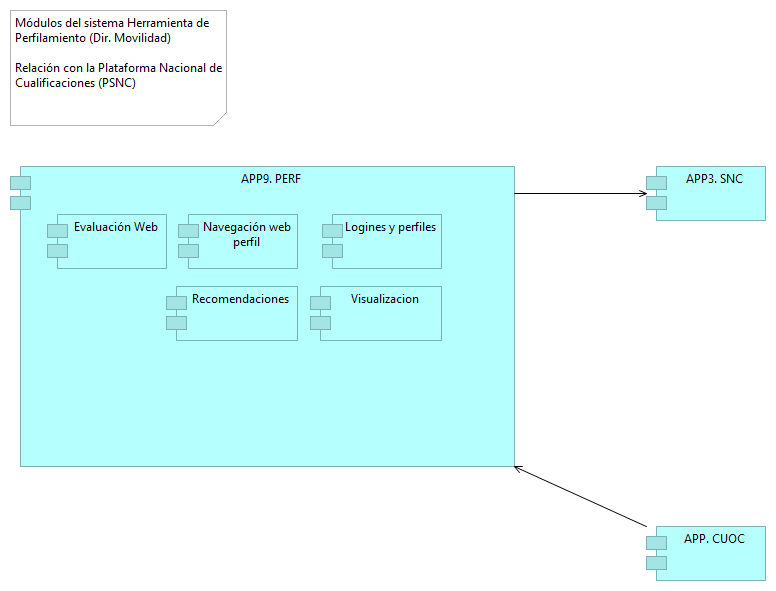 Módulos del sistema Herramienta de
Perfilamiento (Dir. Movilidad)
Relación con la Plataforma Nacional de
Cualificaciones (PSNC)
APP9. PERF
APP3. SNC
Evaluación Web
Navegación web
perfil
Logines y perfiles
Recomendaciones
Visualizacion
APP. CUOC